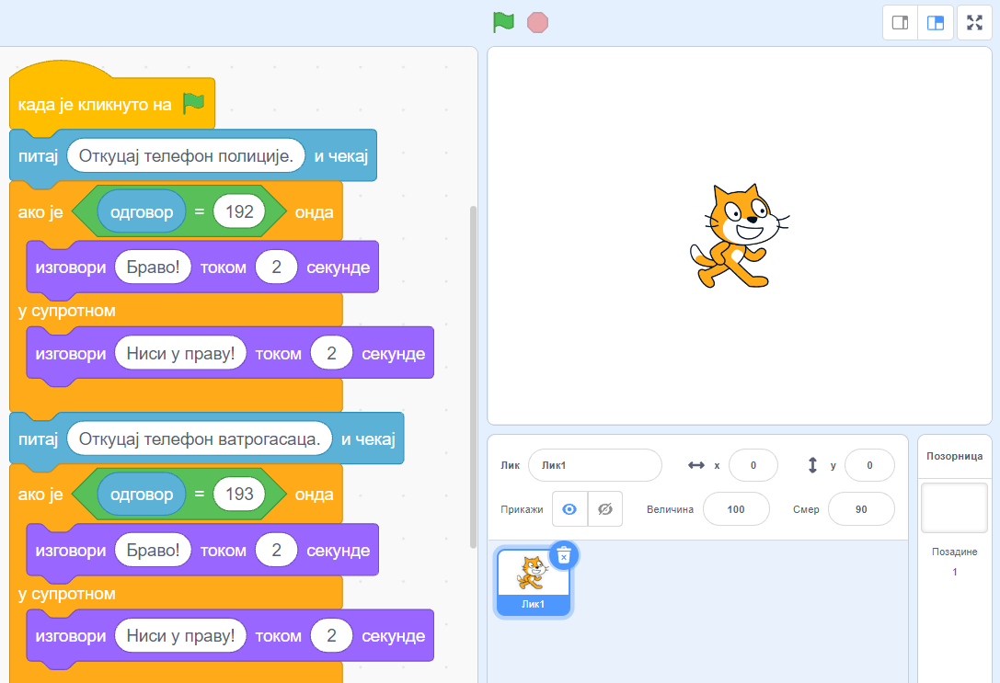 када је кликнуто на
питај Откуцај телефон полиције. и чекај
ако је одговор = 192 онда
изговори Браво! током 2 секунде
у супротном
изговори Ниси у праву! током 2 секунде
питај Откуцај телефон ватрогасаца. и чекај
ако је одговор = 193 онда
изговори Браво! током 2 секунде
у супротном
изговори Ниси у праву! током 2 секунде
Лик Лик1 x 0 y 0
Прикажи Величина 100 Смер 90
Лик1
Позорница
Позадине
1